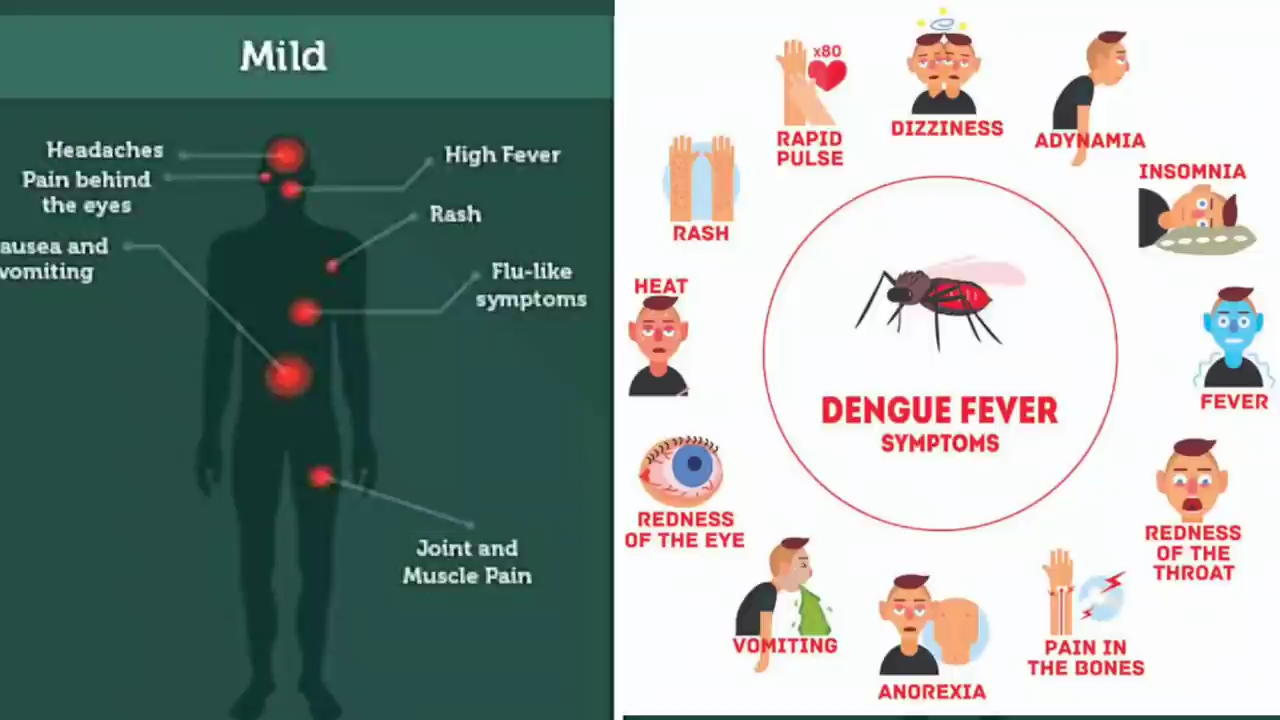 Mild
Headaches
Pain behind
the eyes
ausea and
vomiting
High Fever
Rash
Flu-like
symptoms
Joint and
Muscle Pain
x80
RAPID
PULSE
DIZZINESS
ADYNAMIA
INSOMNIA
RASH
HEAT
FEVER
DENGUE FEVER
SYMPTOMS
REDNESS
OF THE EYE
REDNESS
OF THE
THROAT
VOMITING
ANOREXIA
PAIN IN
THE BONES